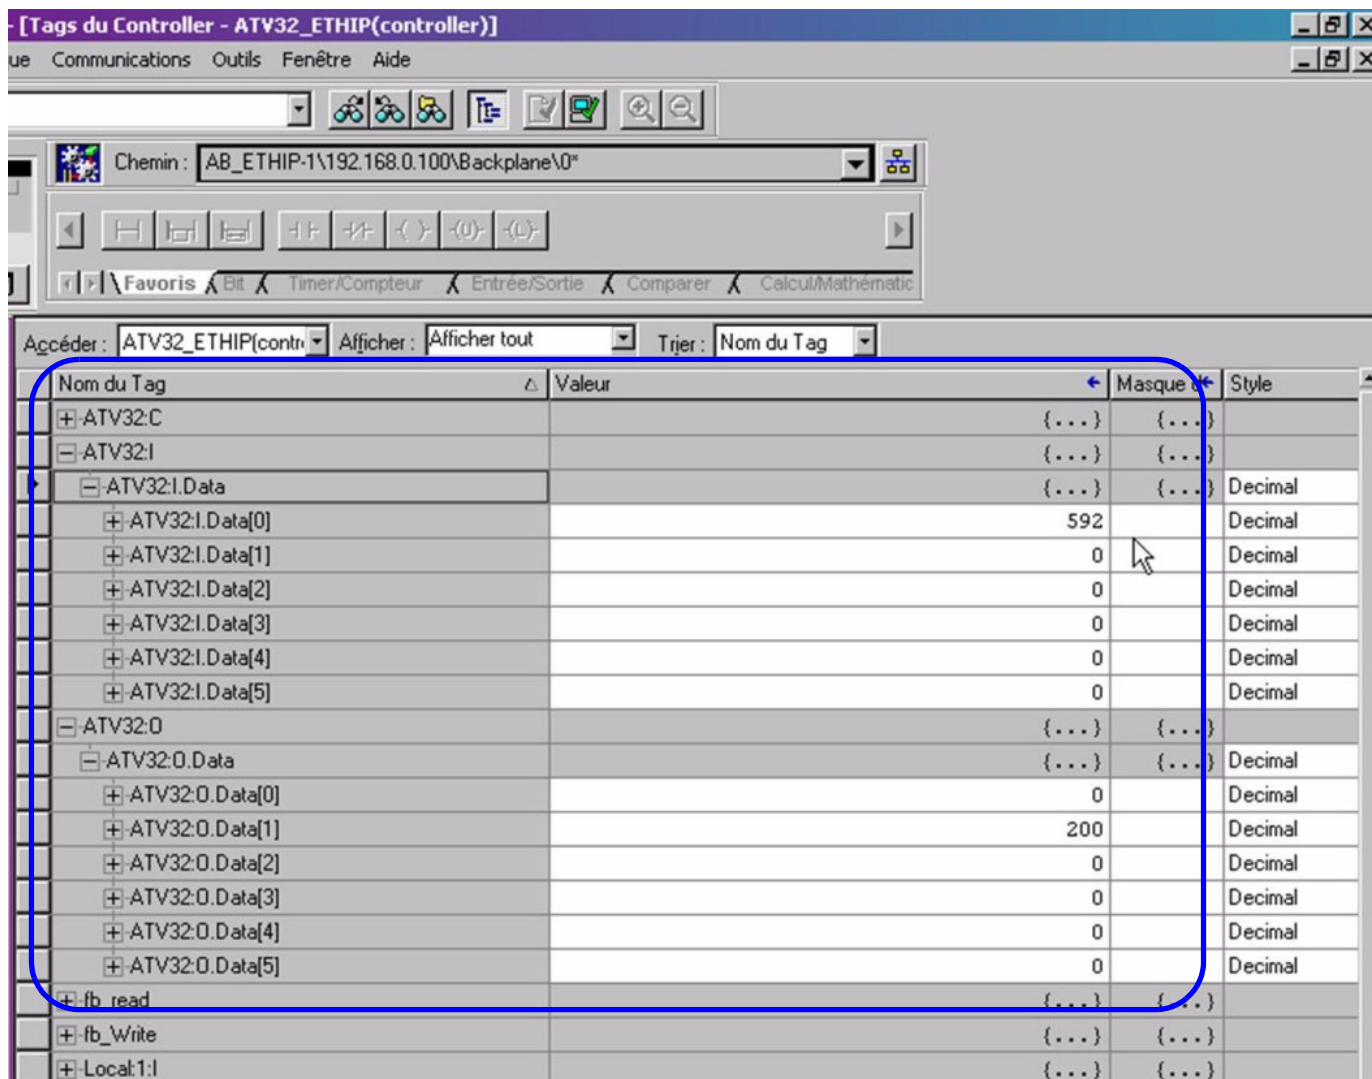 - [Tags du Controller - ATV32_ETHIP(controller)]
ue Communications Outils Fenêtre Aide
Chemin : AB_ETHIP-1\192.168.0.100\Backplane\0*
Favoris Bit Timer/Compteur Entrée/Sortie Comparer Calcul/Mathématic
Accéder : ATV32_ETHIP(contr Afficher : Afficher tout Trier : Nom du Tag
Nom du Tag Valeur Masque Style
ATV32:C {...} {...}
ATV32:I {...} {...}
ATV32:I.Data {...} {...} Decimal
ATV32:I.Data[0] 592 Decimal
ATV32:I.Data[1] 0 Decimal
ATV32:I.Data[2] 0 Decimal
ATV32:I.Data[3] 0 Decimal
ATV32:I.Data[4] 0 Decimal
ATV32:I.Data[5] 0 Decimal
ATV32:O {...} {...}
ATV32:O.Data {...} {...} Decimal
ATV32:O.Data[0] 0 Decimal
ATV32:O.Data[1] 200 Decimal
ATV32:O.Data[2] 0 Decimal
ATV32:O.Data[3] 0 Decimal
ATV32:O.Data[4] 0 Decimal
ATV32:O.Data[5] 0 Decimal
fb_read {...} {...}
fb_Write {...} {...}
Local:1:I {...} {...}